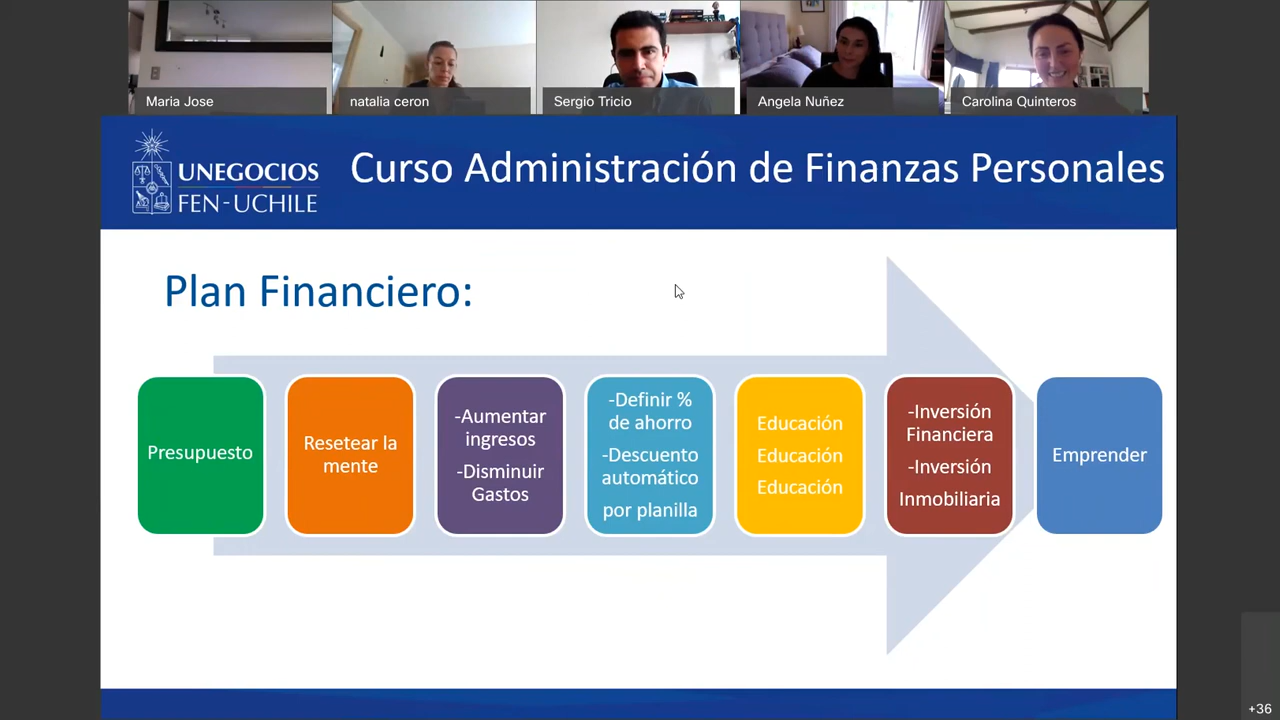 Maria Jose
natalia ceron
Sergio Tricio
Angela Nuñez
Carolina Quinteros
UNEGOCIOS
FEN-UCHILE
Curso Administración de Finanzas Personales
Plan Financiero:
Presupuesto
Resetear la
mente
-Aumentar
ingresos
-Disminuir
Gastos
-Definir %
de ahorro
-Descuento
automático
por planilla
Educación
Educación
Educación
-Inversión
Financiera
-Inversión
Inmobiliaria
Emprender
+36